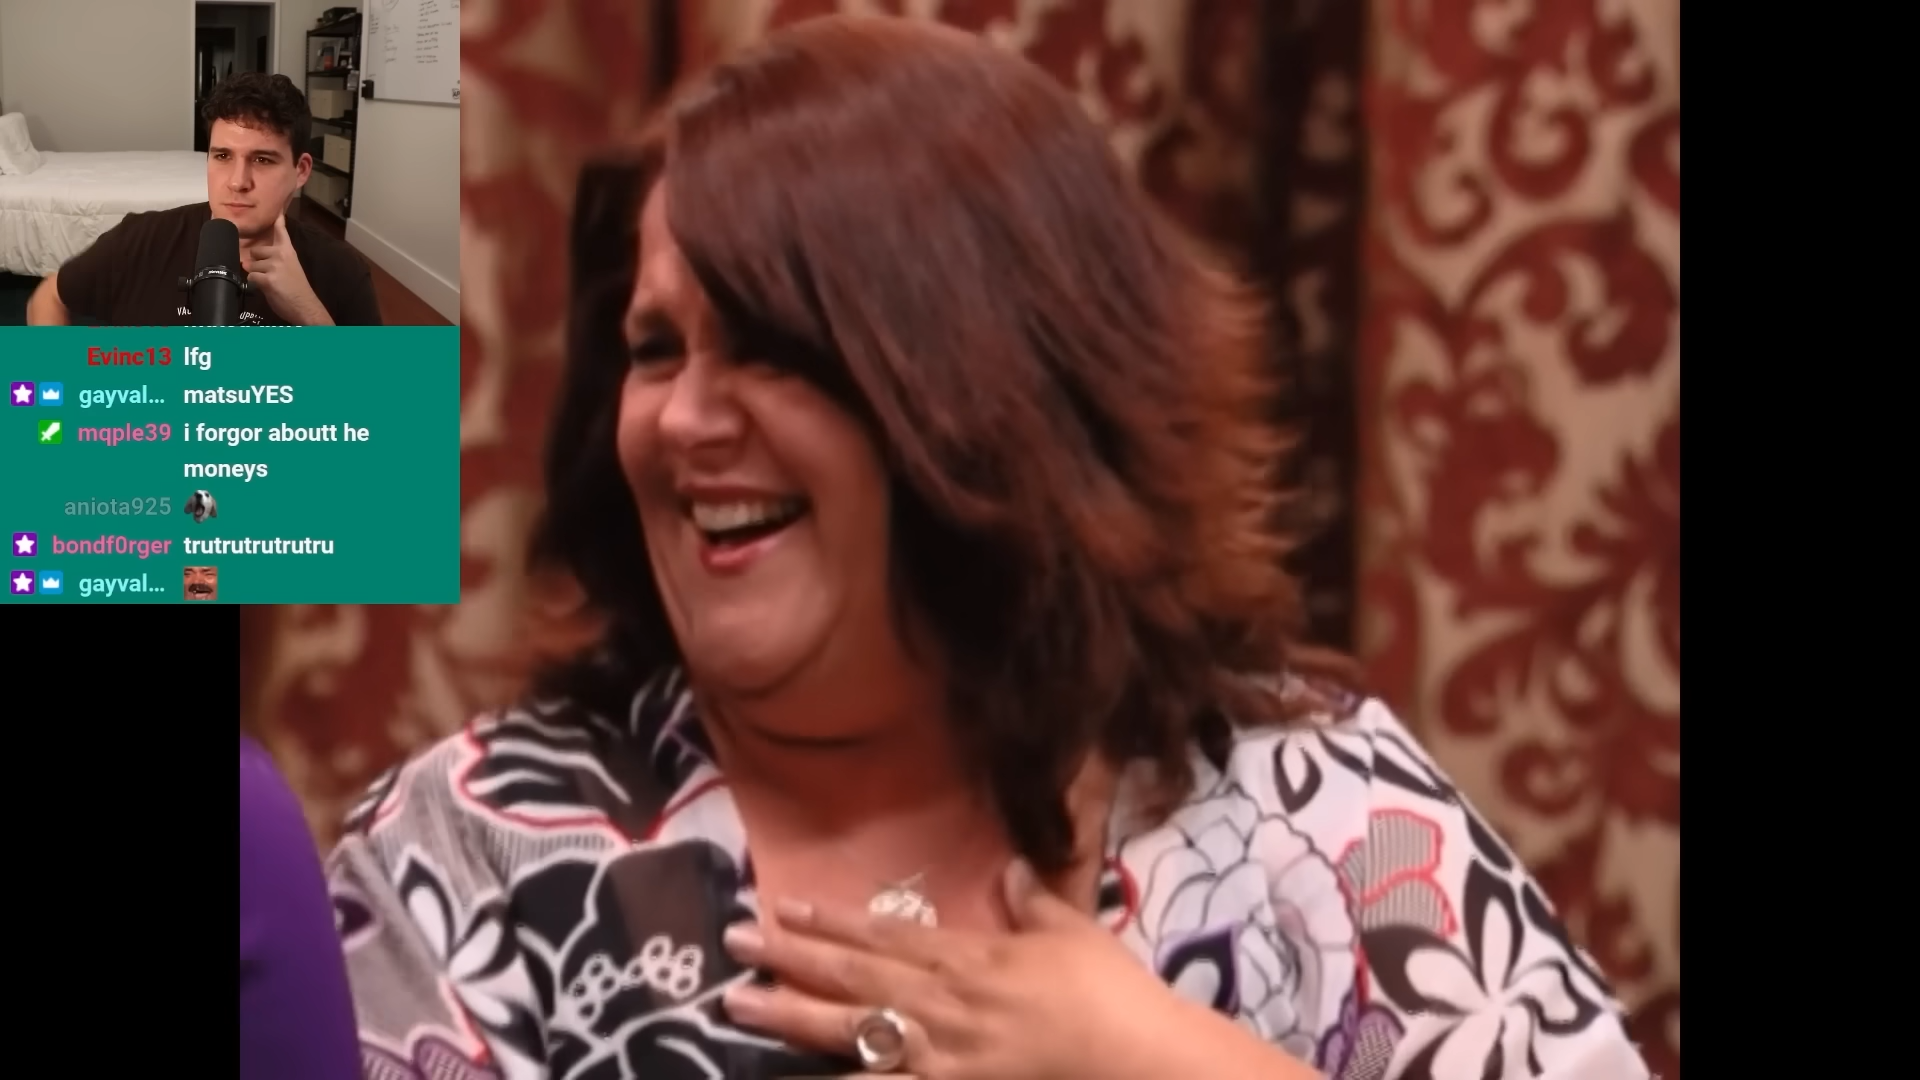 Evinc13 lfg
gayval... matsuYES
mqple39 i forgor aboutt he
moneys
aniota925
bondf0rger trutrutrutrutru
gayval...